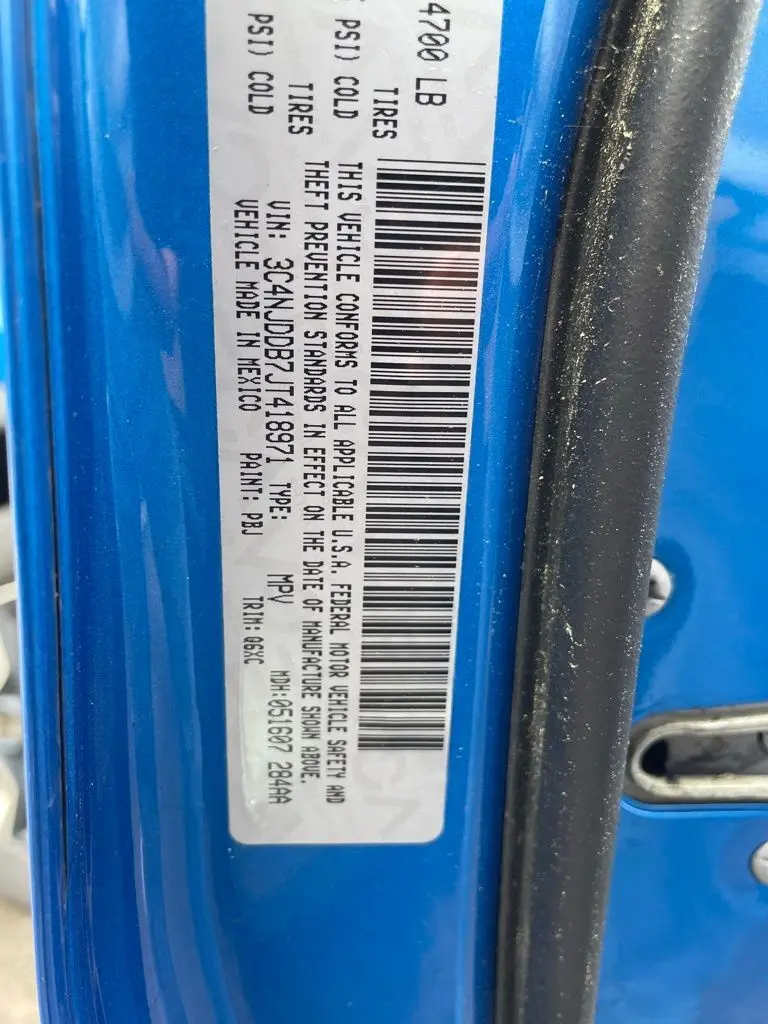 4700 LB
TIRES
PSI) COLD
TIRES
PSI) COLD
THIS VEHICLE CONFORMS TO ALL APPLICABLE U.S.A. FEDERAL MOTOR VEHICLE SAFETY AND
THEFT PREVENTION STANDARDS IN EFFECT ON THE DATE OF MANUFACTURE SHOWN ABOVE.
VIN: 3C4NJDDB7JT418971 TYPE: MPV MDH:051607 284AA
VEHICLE MADE IN MEXICO PAINT: PBJ TRIM: Q6XC